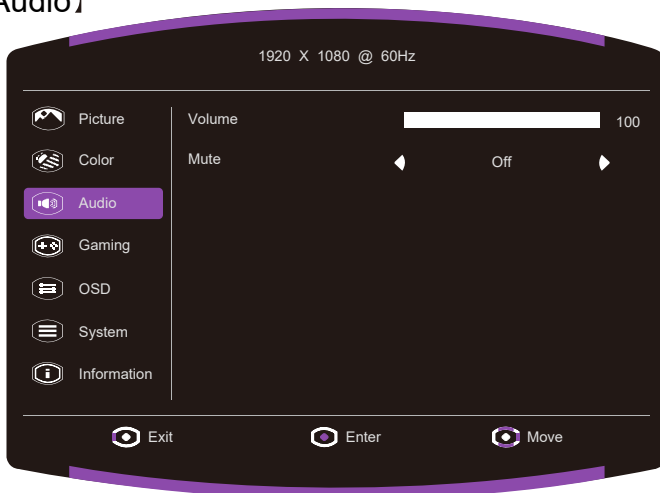 Audio】
1920 X 1080 @ 60Hz
Picture
Volume 100
Color
Mute Off
Audio
Gaming
OSD
System
Information
Exit Enter Move